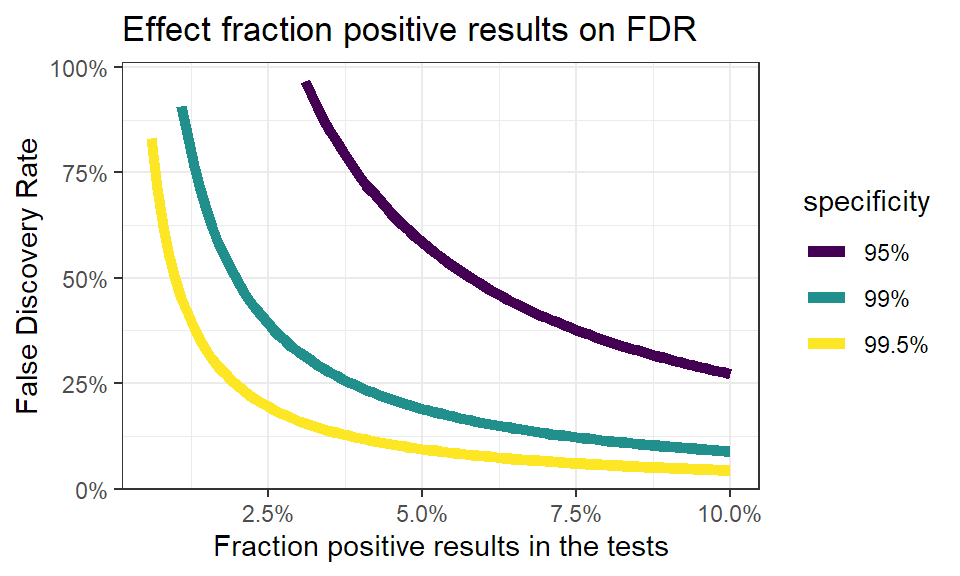 Effect fraction positive results on FDR
100%
75%
50%
25%
0%
False Discovery Rate
2.5% 5.0% 7.5% 10.0%
Fraction positive results in the tests
specificity
95%
99%
99.5%